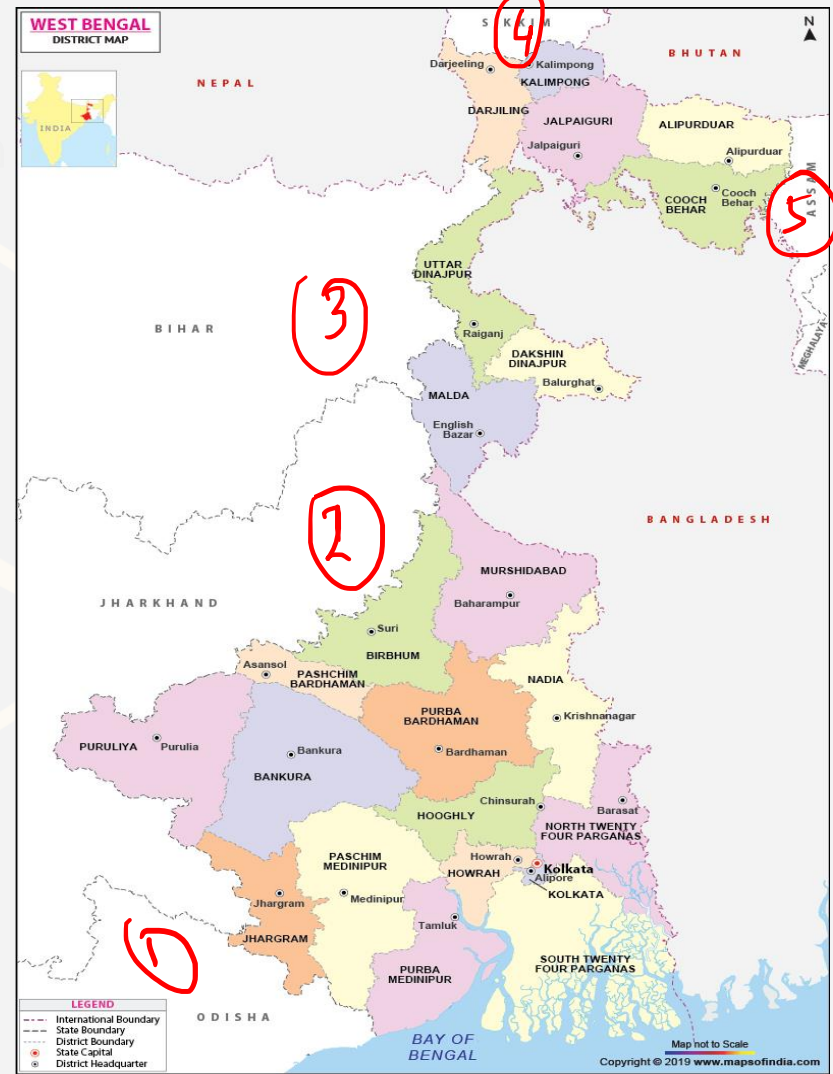 WEST BENGAL
DISTRICT MAP
INDIA
N
SIKKIM
4
BHUTAN
NEPAL
Darjeeling
Kalimpong
KALIMPONG
DARJILING
JALPAIGURI
Jalpaiguri
ALIPURDUAR
Alipurduar
COOCH
BEHAR
Cooch
Behar
5
ASSAM
MEGHALAYA
UTTAR
DINAJPUR
Raiganj
BIHAR
3
DAKSHIN
DINAJPUR
Balurghat
MALDA
English
Bazar
2
BANGLADESH
MURSHIDABAD
Baharampur
JHARKHAND
Suri
BIRBHUM
Asansol
PASHCHIM
BARDHAMAN
NADIA
Krishnanagar
PURBA
BARDHAMAN
Bardhaman
PURULIYA
Purulia
Bankura
BANKURA
HOOGHLY
Chinsurah
Barasat
NORTH TWENTY
FOUR PARGANAS
PASCHIM
MEDINIPUR
Medinipur
Howrah
HOWRAH
Kolkata
Alipore
KOLKATA
Jhargram
JHARGRAM
1
Tamluk
PURBA
MEDINIPUR
SOUTH TWENTY
FOUR PARGANAS
ODISHA
BAY OF
BENGAL
LEGEND
International Boundary
State Boundary
District Boundary
State Capital
District Headquarter
Map not to Scale
Copyright © 2019 www.mapsofindia.com